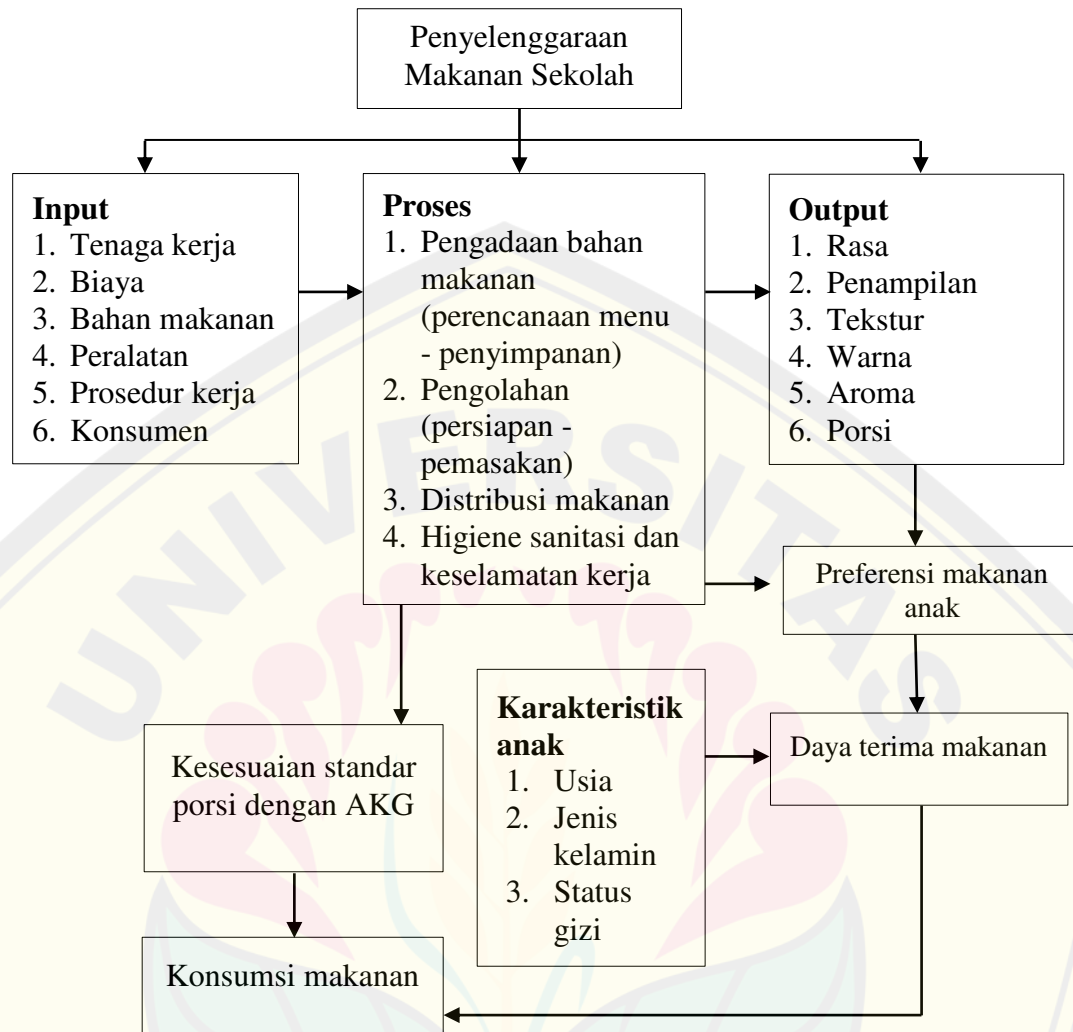 Penyelenggaraan
Makanan Sekolah
Input
1. Tenaga kerja
2. Biaya
3. Bahan makanan
4. Peralatan
5. Prosedur kerja
6. Konsumen
Proses
1. Pengadaan bahan
makanan
(perencanaan menu
- penyimpanan)
2. Pengolahan
(persiapan -
pemasakan)
3. Distribusi makanan
4. Higiene sanitasi dan
keselamatan kerja
Output
1. Rasa
2. Penampilan
3. Tekstur
4. Warna
5. Aroma
6. Porsi
Preferensi makanan
anak
Karakteristik
anak
1. Usia
2. Jenis
kelamin
3. Status
gizi
Daya terima makanan
Kesesuaian standar
porsi dengan AKG
Konsumsi makanan
UNIVERSITAS